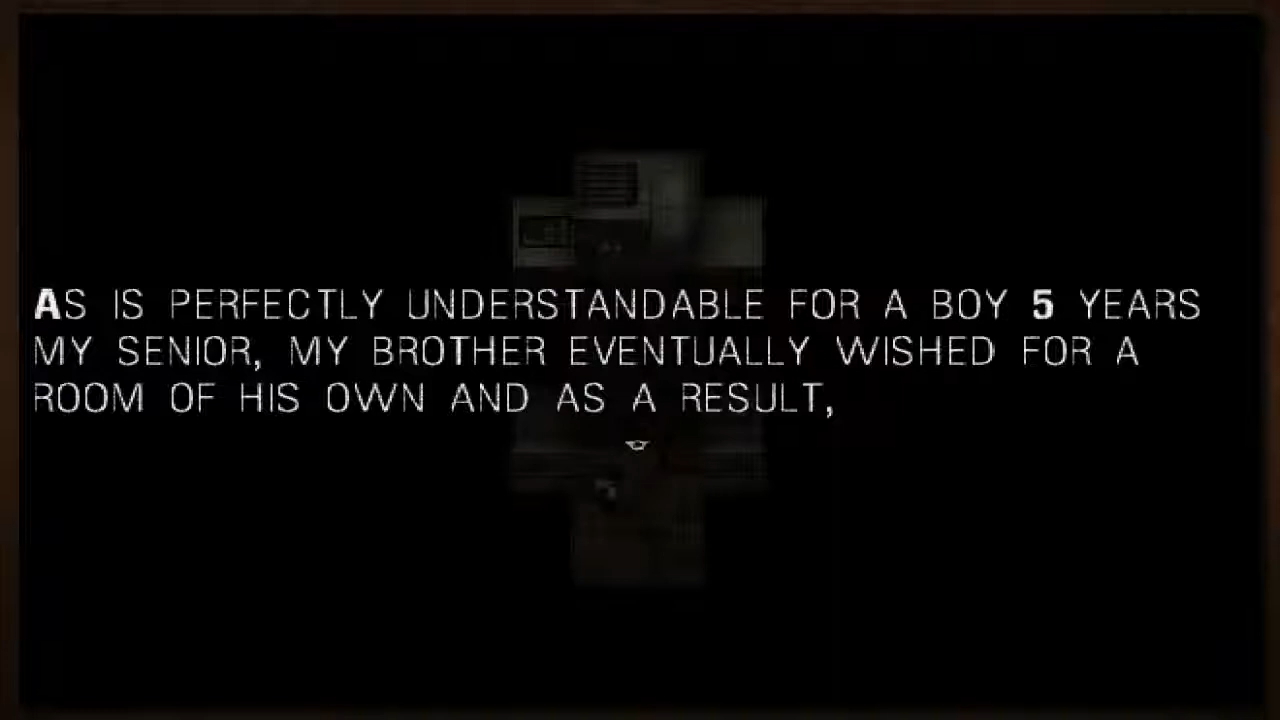 AS IS PERFECTLY UNDERSTANDABLE FOR A BOY 5 YEARS
MY SENIOR, MY BROTHER EVENTUALLY WISHED FOR A
ROOM OF HIS OWN AND AS A RESULT,